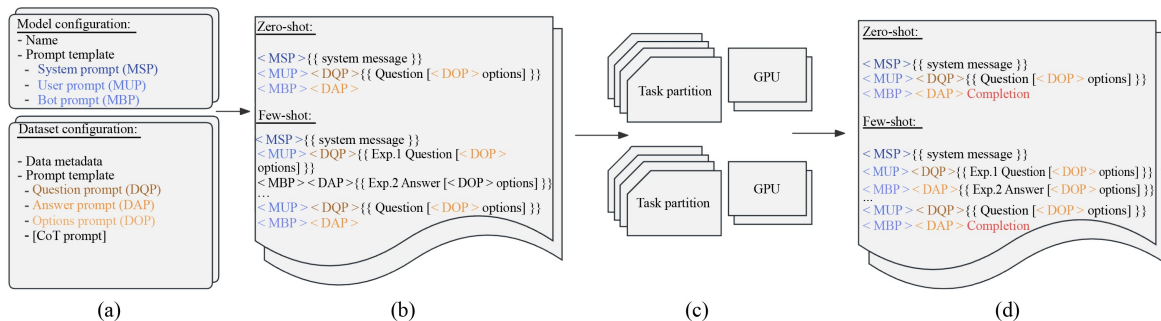 Model configuration:
- Name
- Prompt template
- System prompt (MSP)
- User prompt (MUP)
- Bot prompt (MBP)
Dataset configuration:
- Data metadata
- Prompt template
- Question prompt (DQP)
- Answer prompt (DAP)
- Options prompt (DOP)
- [CoT prompt]
(a)
Zero-shot:
< MSP >{{ system message }}
< MUP > < DQP >{{ Question [< DOP > options] }}
< MBP > < DAP >
Few-shot:
< MSP >{{ system message }}
< MUP > < DQP >{{ Exp.1 Question [< DOP >
options] }}
< MBP > < DAP >{{ Exp.2 Answer [< DOP > options] }}
...
< MUP > < DQP >{{ Question [< DOP > options] }}
< MBP > < DAP >
(b)
Task partition
GPU
Task partition
GPU
(c)
Zero-shot:
< MSP >{{ system message }}
< MUP > < DQP >{{ Question [< DOP > options] }}
< MBP > < DAP > Completion
Few-shot:
< MSP >{{ system message }}
< MUP > < DQP >{{ Exp.1 Question [< DOP > options] }}
< MBP > < DAP >{{ Exp.2 Answer [< DOP > options] }}
...
< MUP > < DQP >{{ Question [< DOP > options] }}
< MBP > < DAP > Completion
(d)